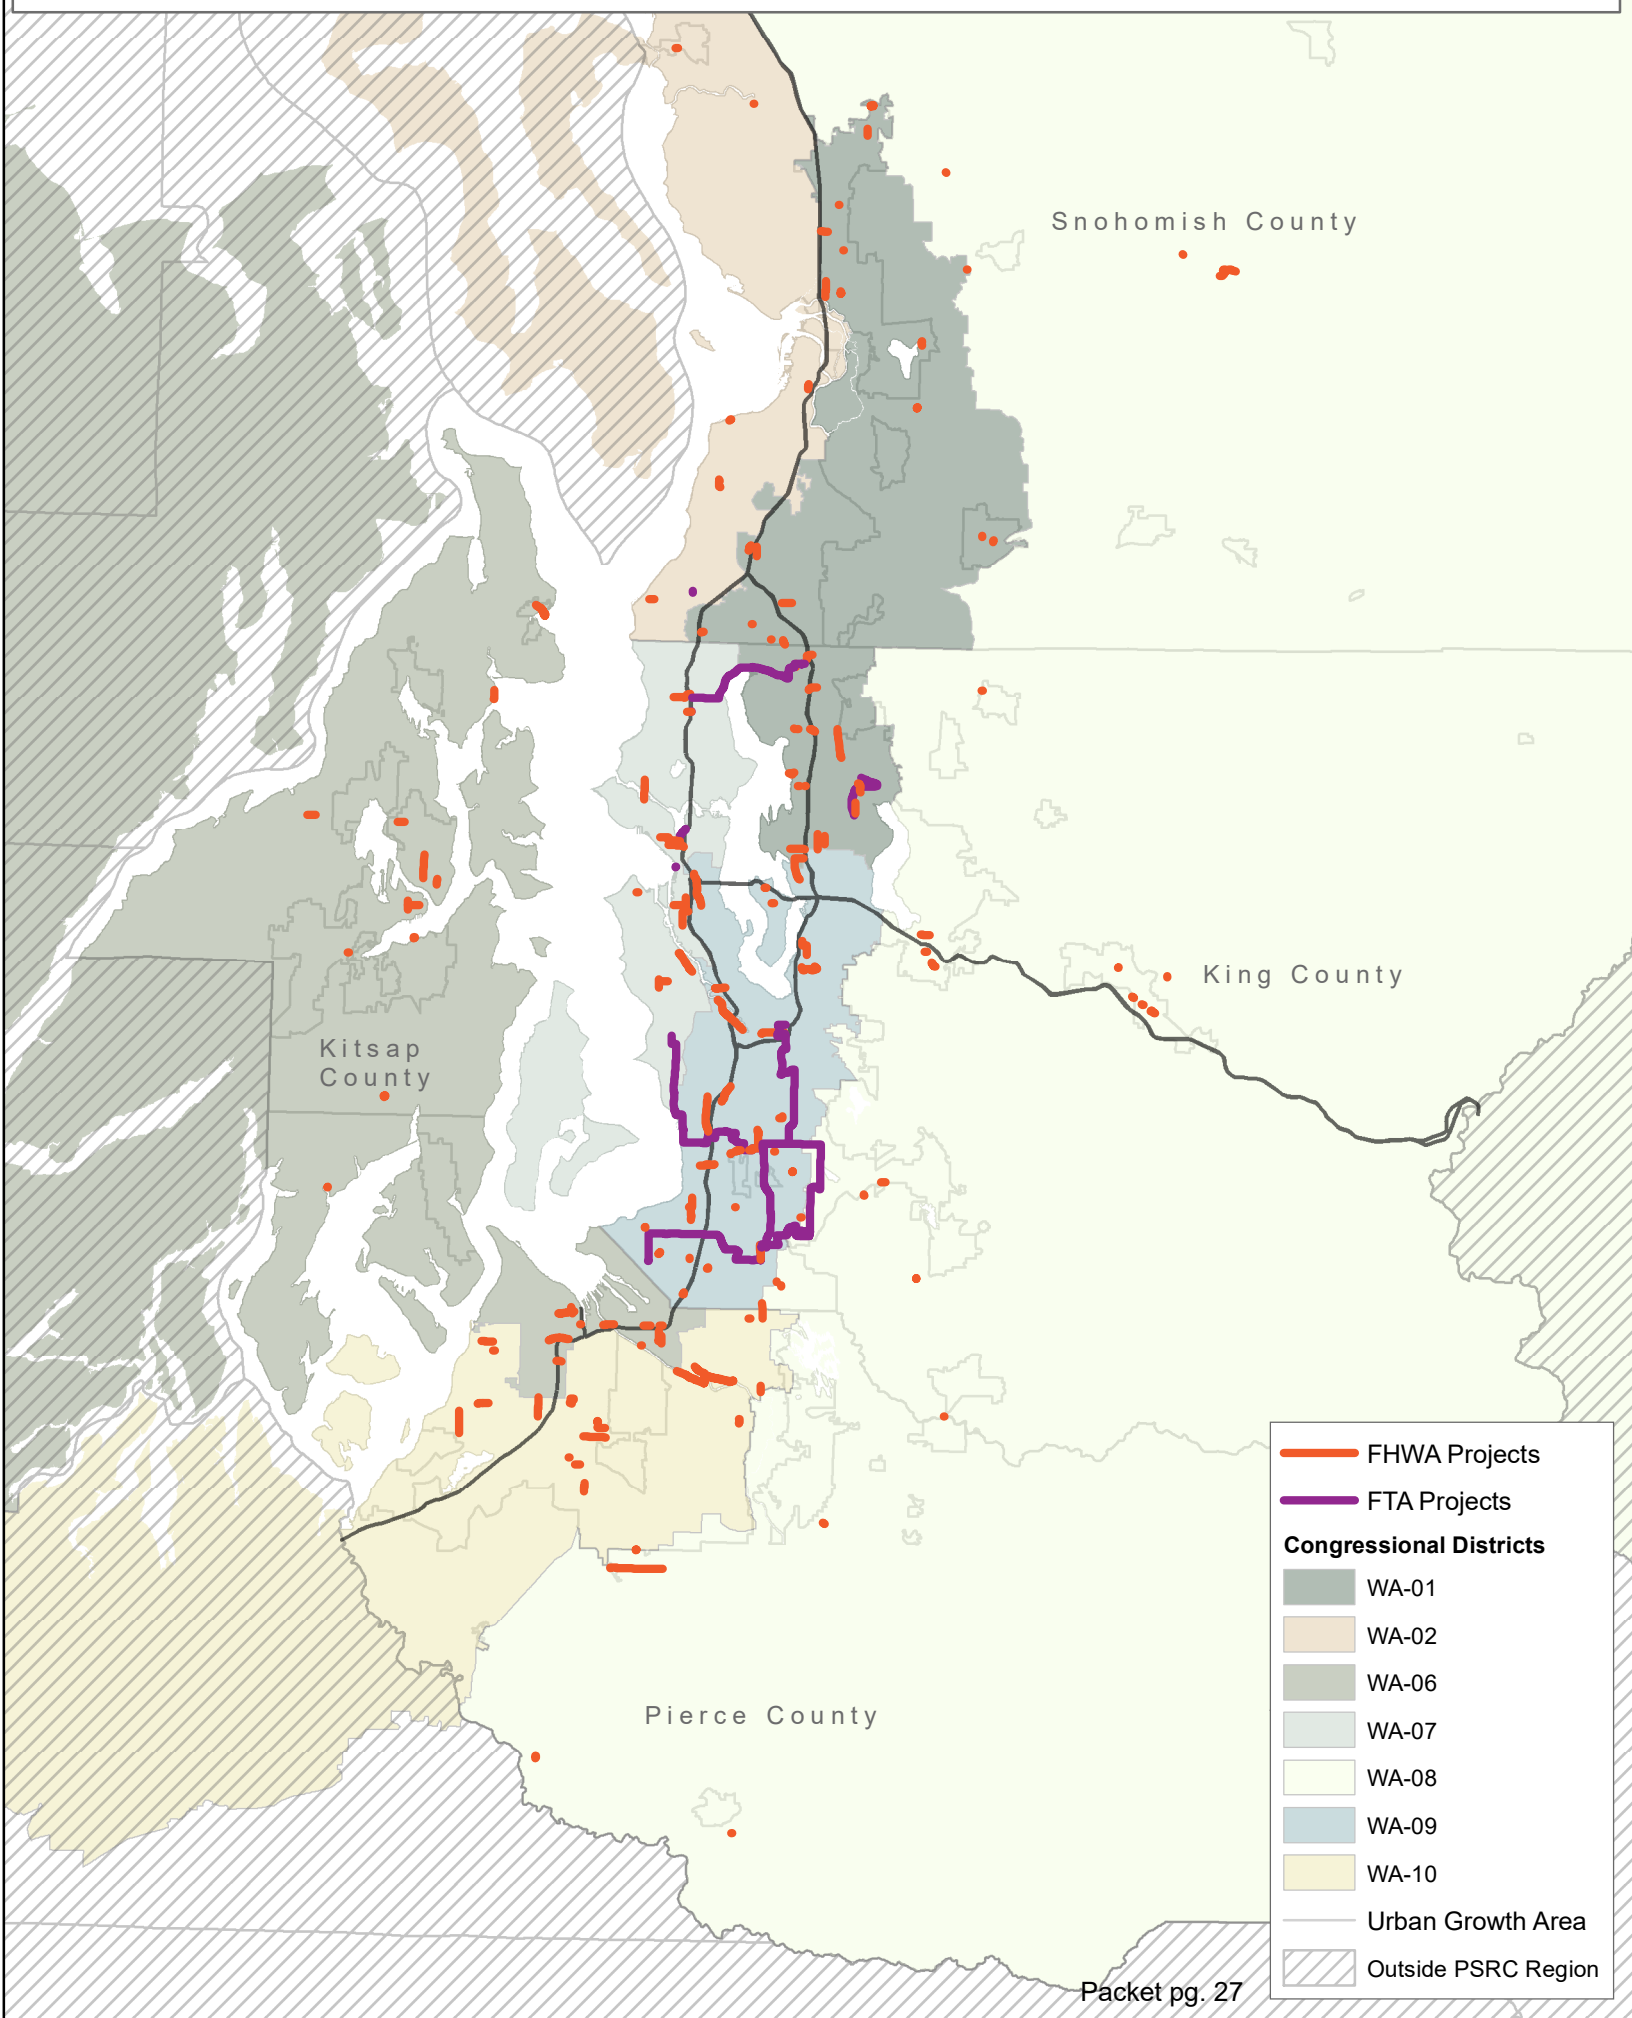 Snohomish County
King County
Kitsap
County
Pierce County
FHWA Projects
FTA Projects
Congressional Districts
WA-01
WA-02
WA-06
WA-07
WA-08
WA-09
WA-10
Urban Growth Area
Outside PSRC Region
Packet pg. 27